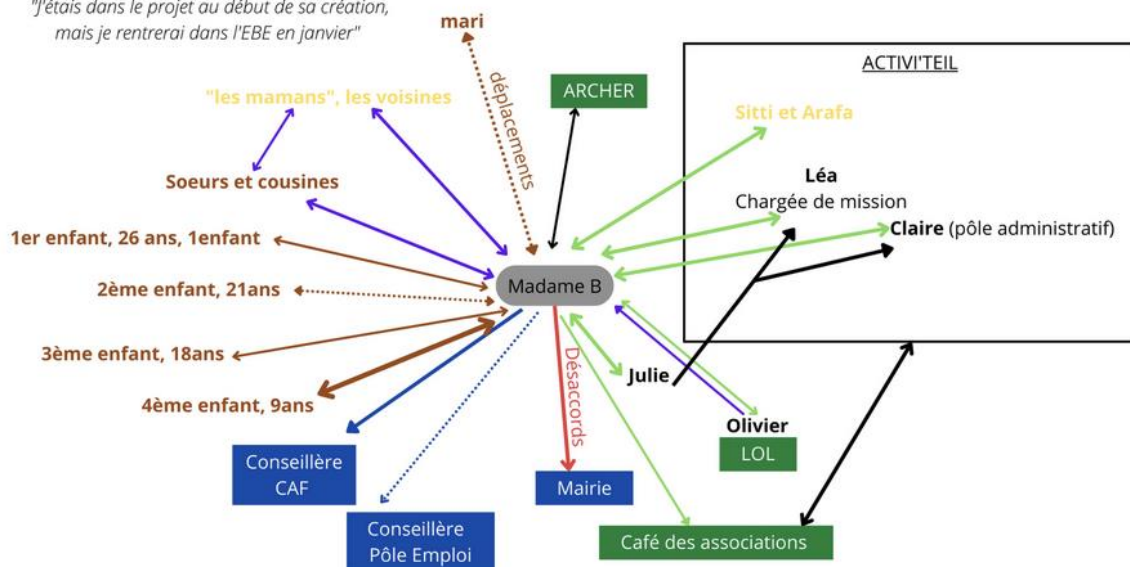 "J'étais dans le projet au début de sa création,
mais je rentrerai dans l'EBE en janvier"
mari
déplacements
ARCHER
ACTIVI'TEIL
"les mamans", les voisines
Sitti et Arafa
Soeurs et cousines
Léa
Chargée de mission
Claire (pôle administratif)
1er enfant, 26 ans, 1enfant
2ème enfant, 21ans
Madame B
3ème enfant, 18ans
Désaccords
Julie
4ème enfant, 9ans
Olivier
LOL
Conseillère
CAF
Mairie
Conseillère
Pôle Emploi
Café des associations